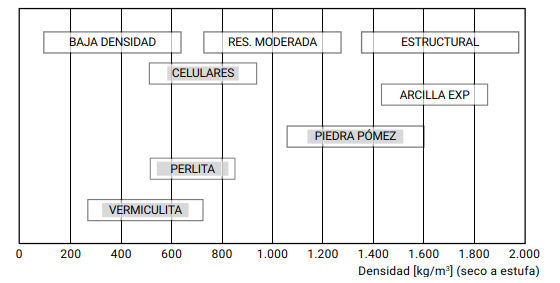 BAJA DENSIDAD RES. MODERADA ESTRUCTURAL
CELULARES
ARCILLA EXP
PIEDRA PÓMEZ
PERLITA
VERMICULITA
0 200 400 600 800 1.000 1.200 1.400 1.600 1.800 2.000
Densidad [kg/m³] (seco a estufa)